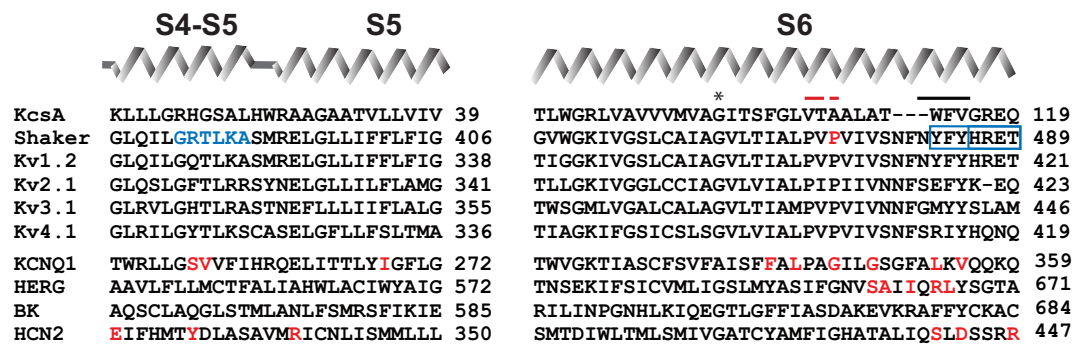 S4-S5 S5 S6
*
KcsA KLLLGRHGSALHWRAAGAATVLLVIV 39 TLWGRLVAVVVMVAGITSFGLVTAALAT---WFVGREQ 119
Shaker GLQILGRTLKASMRELGLLIFFLFIG 406 GVWGKIVGSLCAIAGVLTIALPVPVIVSNFNYFYHRET 489
Kv1.2 GLQILGQTLKASMRELGLLIFFLFIG 338 TIGGKIVGSLCAIAGVLTIALPVPVIVSNFNYFYHRET 421
Kv2.1 GLQSLGFTLRRSYNELGLLILFLAMG 341 TLLGKIVGGLCCIAGVLVIALPIPIIVNNFSEFYK-EQ 423
Kv3.1 GLRVLGHTLRASTNEFLLLIIFLALG 355 TWSGMLVGALCALAGVLTIAMPVPVIVNNFGMYYSLAM 446
Kv4.1 GLRILGYTLKSCASELGFLLFSLTMA 336 TIAGKIFGSICSLSGVLVIALPVPVIVSNFSRIYHQNQ 419
KCNQ1 TWRLLGSVVFIHRQELITTLYIGFLG 272 TWVGKTIASCFSVFAISFFALPAGILGSGFALKVQQKQ 359
HERG AAVLFLLMCTFALIAHWLACIWYAIG 572 TNSEKIFSICVMLIGSLMYASIFGNVSAIIQRLYSGTA 671
BK AQSCLAQGLSTMLANLFSMRSFIKIE 585 RILINPGNHLKIQEGTLGFFIASDAKEVKRAFFYCKAC 684
HCN2 EIFHMTYDLASAVMRICNLISMMLLL 350 SMTDIWLTMLSMIVGATCYAMFIGHATALIQSLDSSRR 447